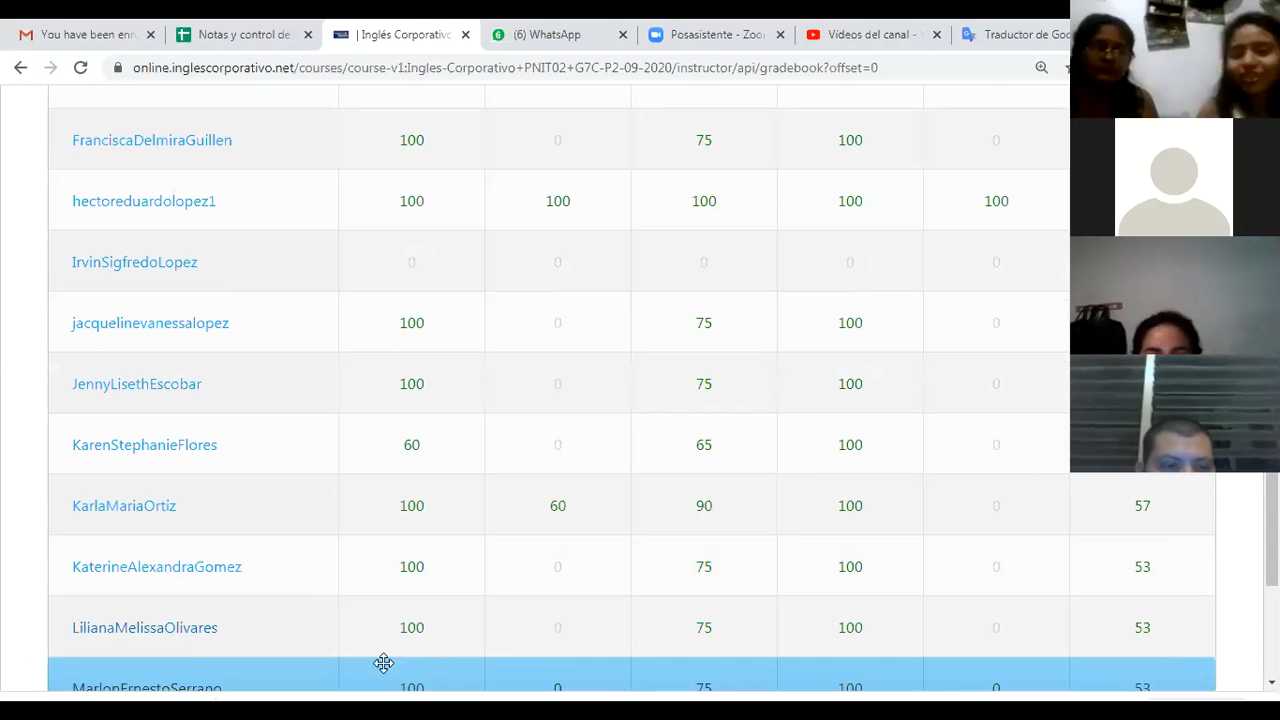 You have been enr
Notas y control de
| Inglés Corporativo
(6) WhatsApp
Posasistente - Zoo
Vídeos del canal -
Traductor de Goo
online.inglescorporativo.net/courses/course-v1:Ingles-Corporativo+PNIT02+G7C-P2-09-2020/instructor/api/gradebook?offset=0
FranciscaDelmiraGuillen 100 0 75 100 0
hectoreduardolopez1 100 100 100 100 100
IrvinSigfredoLopez 0 0 0 0 0
jacquelinevanessalopez 100 0 75 100 0
JennyLisethEscobar 100 0 75 100 0
KarenStephanieFlores 60 0 65 100 0
KarlaMariaOrtiz 100 60 90 100 0 57
KaterineAlexandraGomez 100 0 75 100 0 53
LilianaMelissaOlivares 100 0 75 100 0 53
MarlonErnestoSerrano 100 0 75 100 0 53